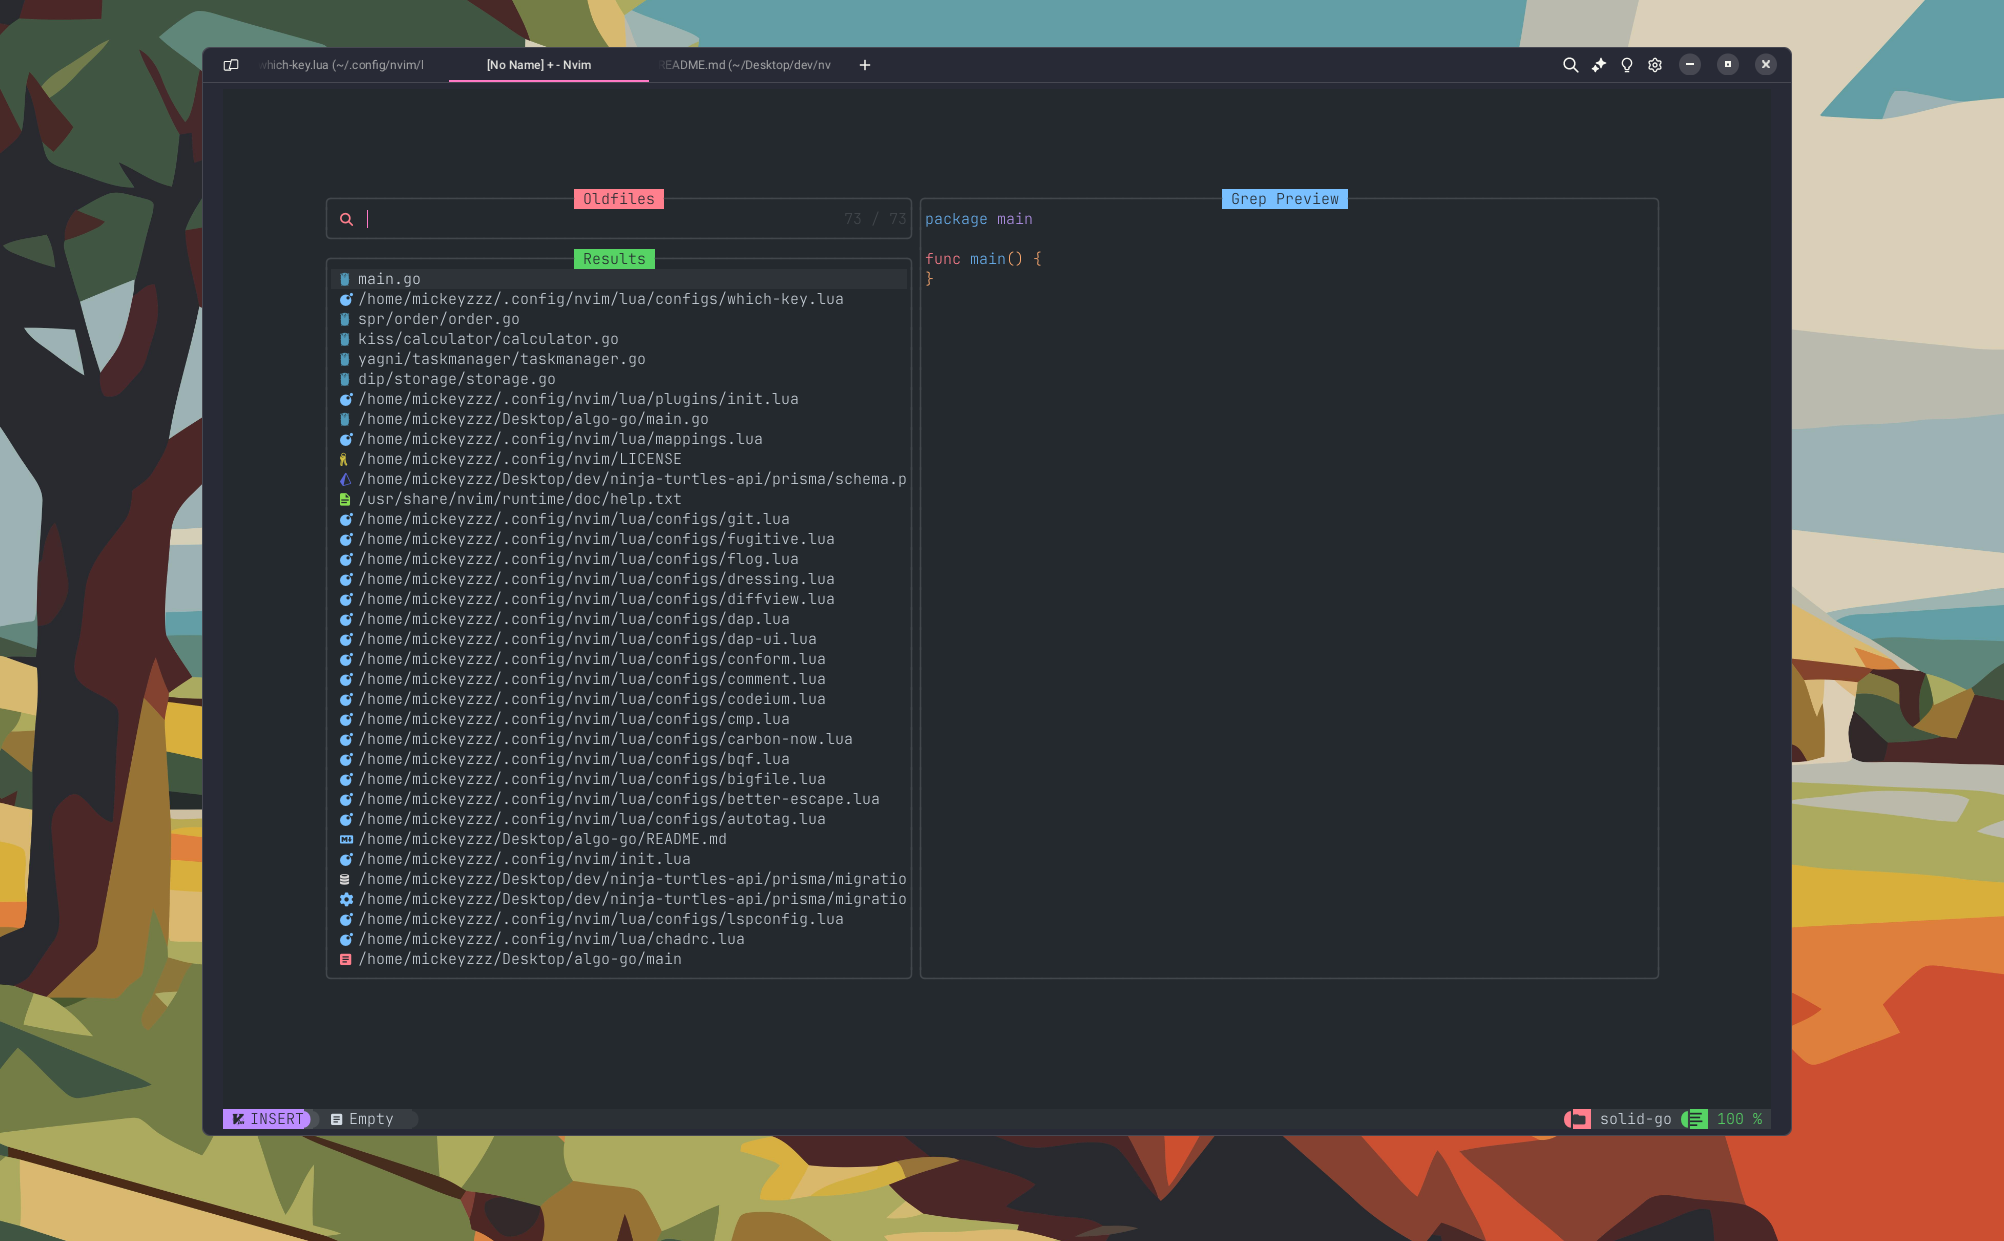 which-key.lua (~/.config/nvim/l
[No Name] + - Nvim
README.md (~/Desktop/dev/nv
Oldfiles
73 / 73
Results
main.go
/home/mickeyzzz/.config/nvim/lua/configs/which-key.lua
spr/order/order.go
kiss/calculator/calculator.go
yagni/taskmanager/taskmanager.go
dip/storage/storage.go
/home/mickeyzzz/.config/nvim/lua/plugins/init.lua
/home/mickeyzzz/Desktop/algo-go/main.go
/home/mickeyzzz/.config/nvim/lua/mappings.lua
/home/mickeyzzz/.config/nvim/LICENSE
/home/mickeyzzz/Desktop/dev/ninja-turtles-api/prisma/schema.p
/usr/share/nvim/runtime/doc/help.txt
/home/mickeyzzz/.config/nvim/lua/configs/git.lua
/home/mickeyzzz/.config/nvim/lua/configs/fugitive.lua
/home/mickeyzzz/.config/nvim/lua/configs/flog.lua
/home/mickeyzzz/.config/nvim/lua/configs/dressing.lua
/home/mickeyzzz/.config/nvim/lua/configs/diffview.lua
/home/mickeyzzz/.config/nvim/lua/configs/dap.lua
/home/mickeyzzz/.config/nvim/lua/configs/dap-ui.lua
/home/mickeyzzz/.config/nvim/lua/configs/conform.lua
/home/mickeyzzz/.config/nvim/lua/configs/comment.lua
/home/mickeyzzz/.config/nvim/lua/configs/codeium.lua
/home/mickeyzzz/.config/nvim/lua/configs/cmp.lua
/home/mickeyzzz/.config/nvim/lua/configs/carbon-now.lua
/home/mickeyzzz/.config/nvim/lua/configs/bqf.lua
/home/mickeyzzz/.config/nvim/lua/configs/bigfile.lua
/home/mickeyzzz/.config/nvim/lua/configs/better-escape.lua
/home/mickeyzzz/.config/nvim/lua/configs/autotag.lua
/home/mickeyzzz/Desktop/algo-go/README.md
/home/mickeyzzz/.config/nvim/init.lua
/home/mickeyzzz/Desktop/dev/ninja-turtles-api/prisma/migratio
/home/mickeyzzz/Desktop/dev/ninja-turtles-api/prisma/migratio
/home/mickeyzzz/.config/nvim/lua/configs/lspconfig.lua
/home/mickeyzzz/.config/nvim/lua/chadrc.lua
/home/mickeyzzz/Desktop/algo-go/main
Grep Preview
package main
func main() {
}
INSERT
Empty
solid-go
100 %